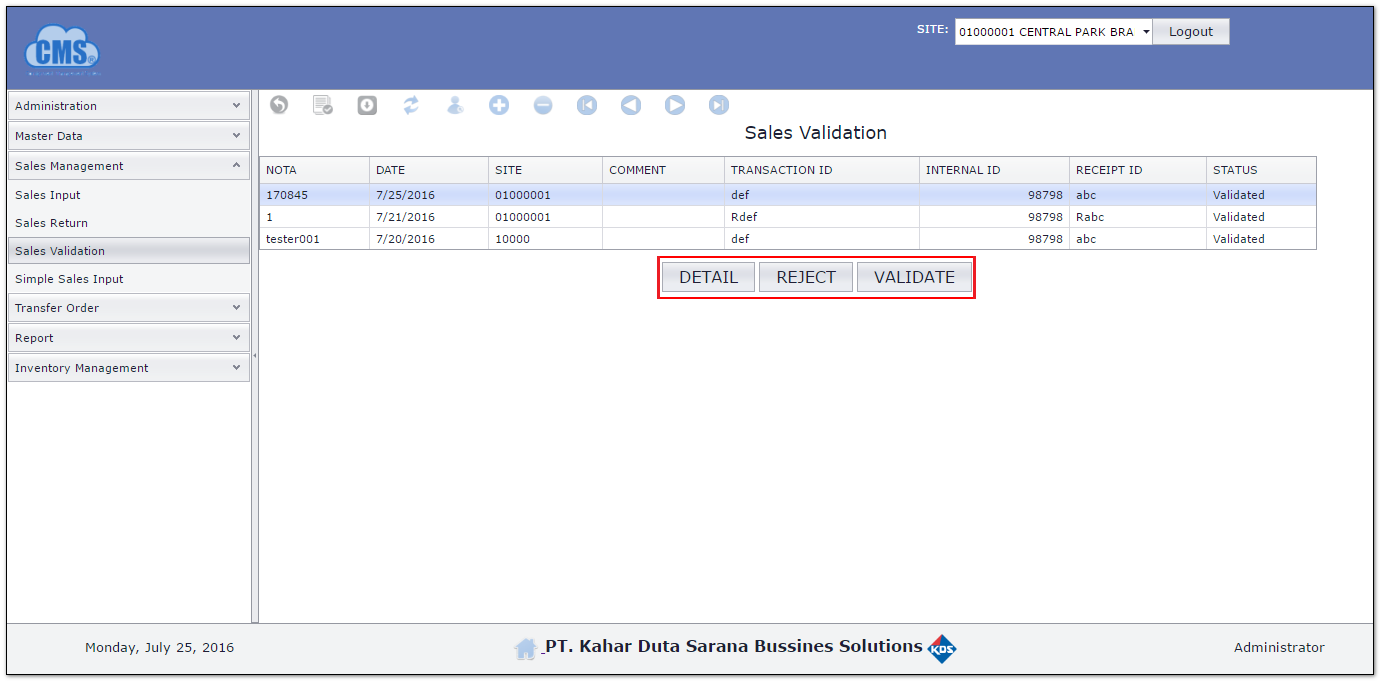 CMS
SITE: 01000001 CENTRAL PARK BRA Logout
Administration
Master Data
Sales Management
Sales Input
Sales Return
Sales Validation
Simple Sales Input
Transfer Order
Report
Inventory Management
Sales Validation
NOTA DATE SITE COMMENT TRANSACTION ID INTERNAL ID RECEIPT ID STATUS
170845 7/25/2016 01000001 def 98798 abc Validated
1 7/21/2016 01000001 Rdef 98798 Rabc Validated
tester001 7/20/2016 10000 def 98798 abc Validated
DETAIL REJECT VALIDATE
Monday, July 25, 2016 PT. Kahar Duta Sarana Bussines Solutions KDS Administrator